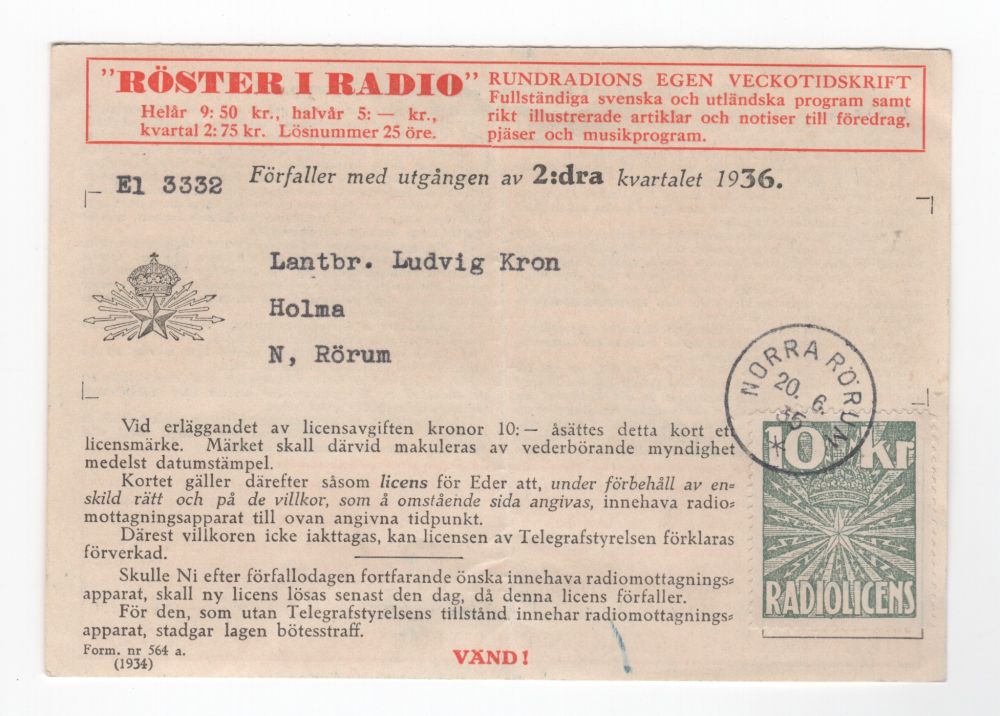 "RÖSTER I RADIO"
Helår 9: 50 kr., halvår 5: — kr.,
kvartal 2: 75 kr. Lösnummer 25 öre.
RUNDRADIONS EGEN VECKOTIDSKRIFT
Fullständiga svenska och utländska program samt
rikt illustrerade artiklar och notiser till föredrag,
pjäser och musikprogram.
El 3332
Förfaller med utgången av 2:dra kvartalet 1936.
Lantbr. Ludvig Kron
Holma
N, Rörum
NORRA RÖRUM
20. 6.
36
*
Vid erläggandet av licensavgiften kronor 10: — åsättes detta kort ett
licensmärke. Märket skall därvid makuleras av vederbörande myndighet
medelst datumstämpel.
Kortet gäller därefter såsom licens för Eder att, under förbehåll av en=
skild rätt och på de villkor, som å omstående sida angivas, innehava radio=
mottagningsapparat till ovan angivna tidpunkt.
Därest villkoren icke iakttagas, kan licensen av Telegrafstyrelsen förklaras
förverkad.
Skulle Ni efter förfallodagen fortfarande önska innehava radiomottagnings=
apparat, skall ny licens lösas senast den dag, då denna licens förfaller.
För den, som utan Telegrafstyrelsens tillstånd innehar radiomottagnings=
apparat, stadgar lagen bötesstraff.
10 Kr
RADIOLICENS
Form. nr 564 a.
(1934)
VÄND!